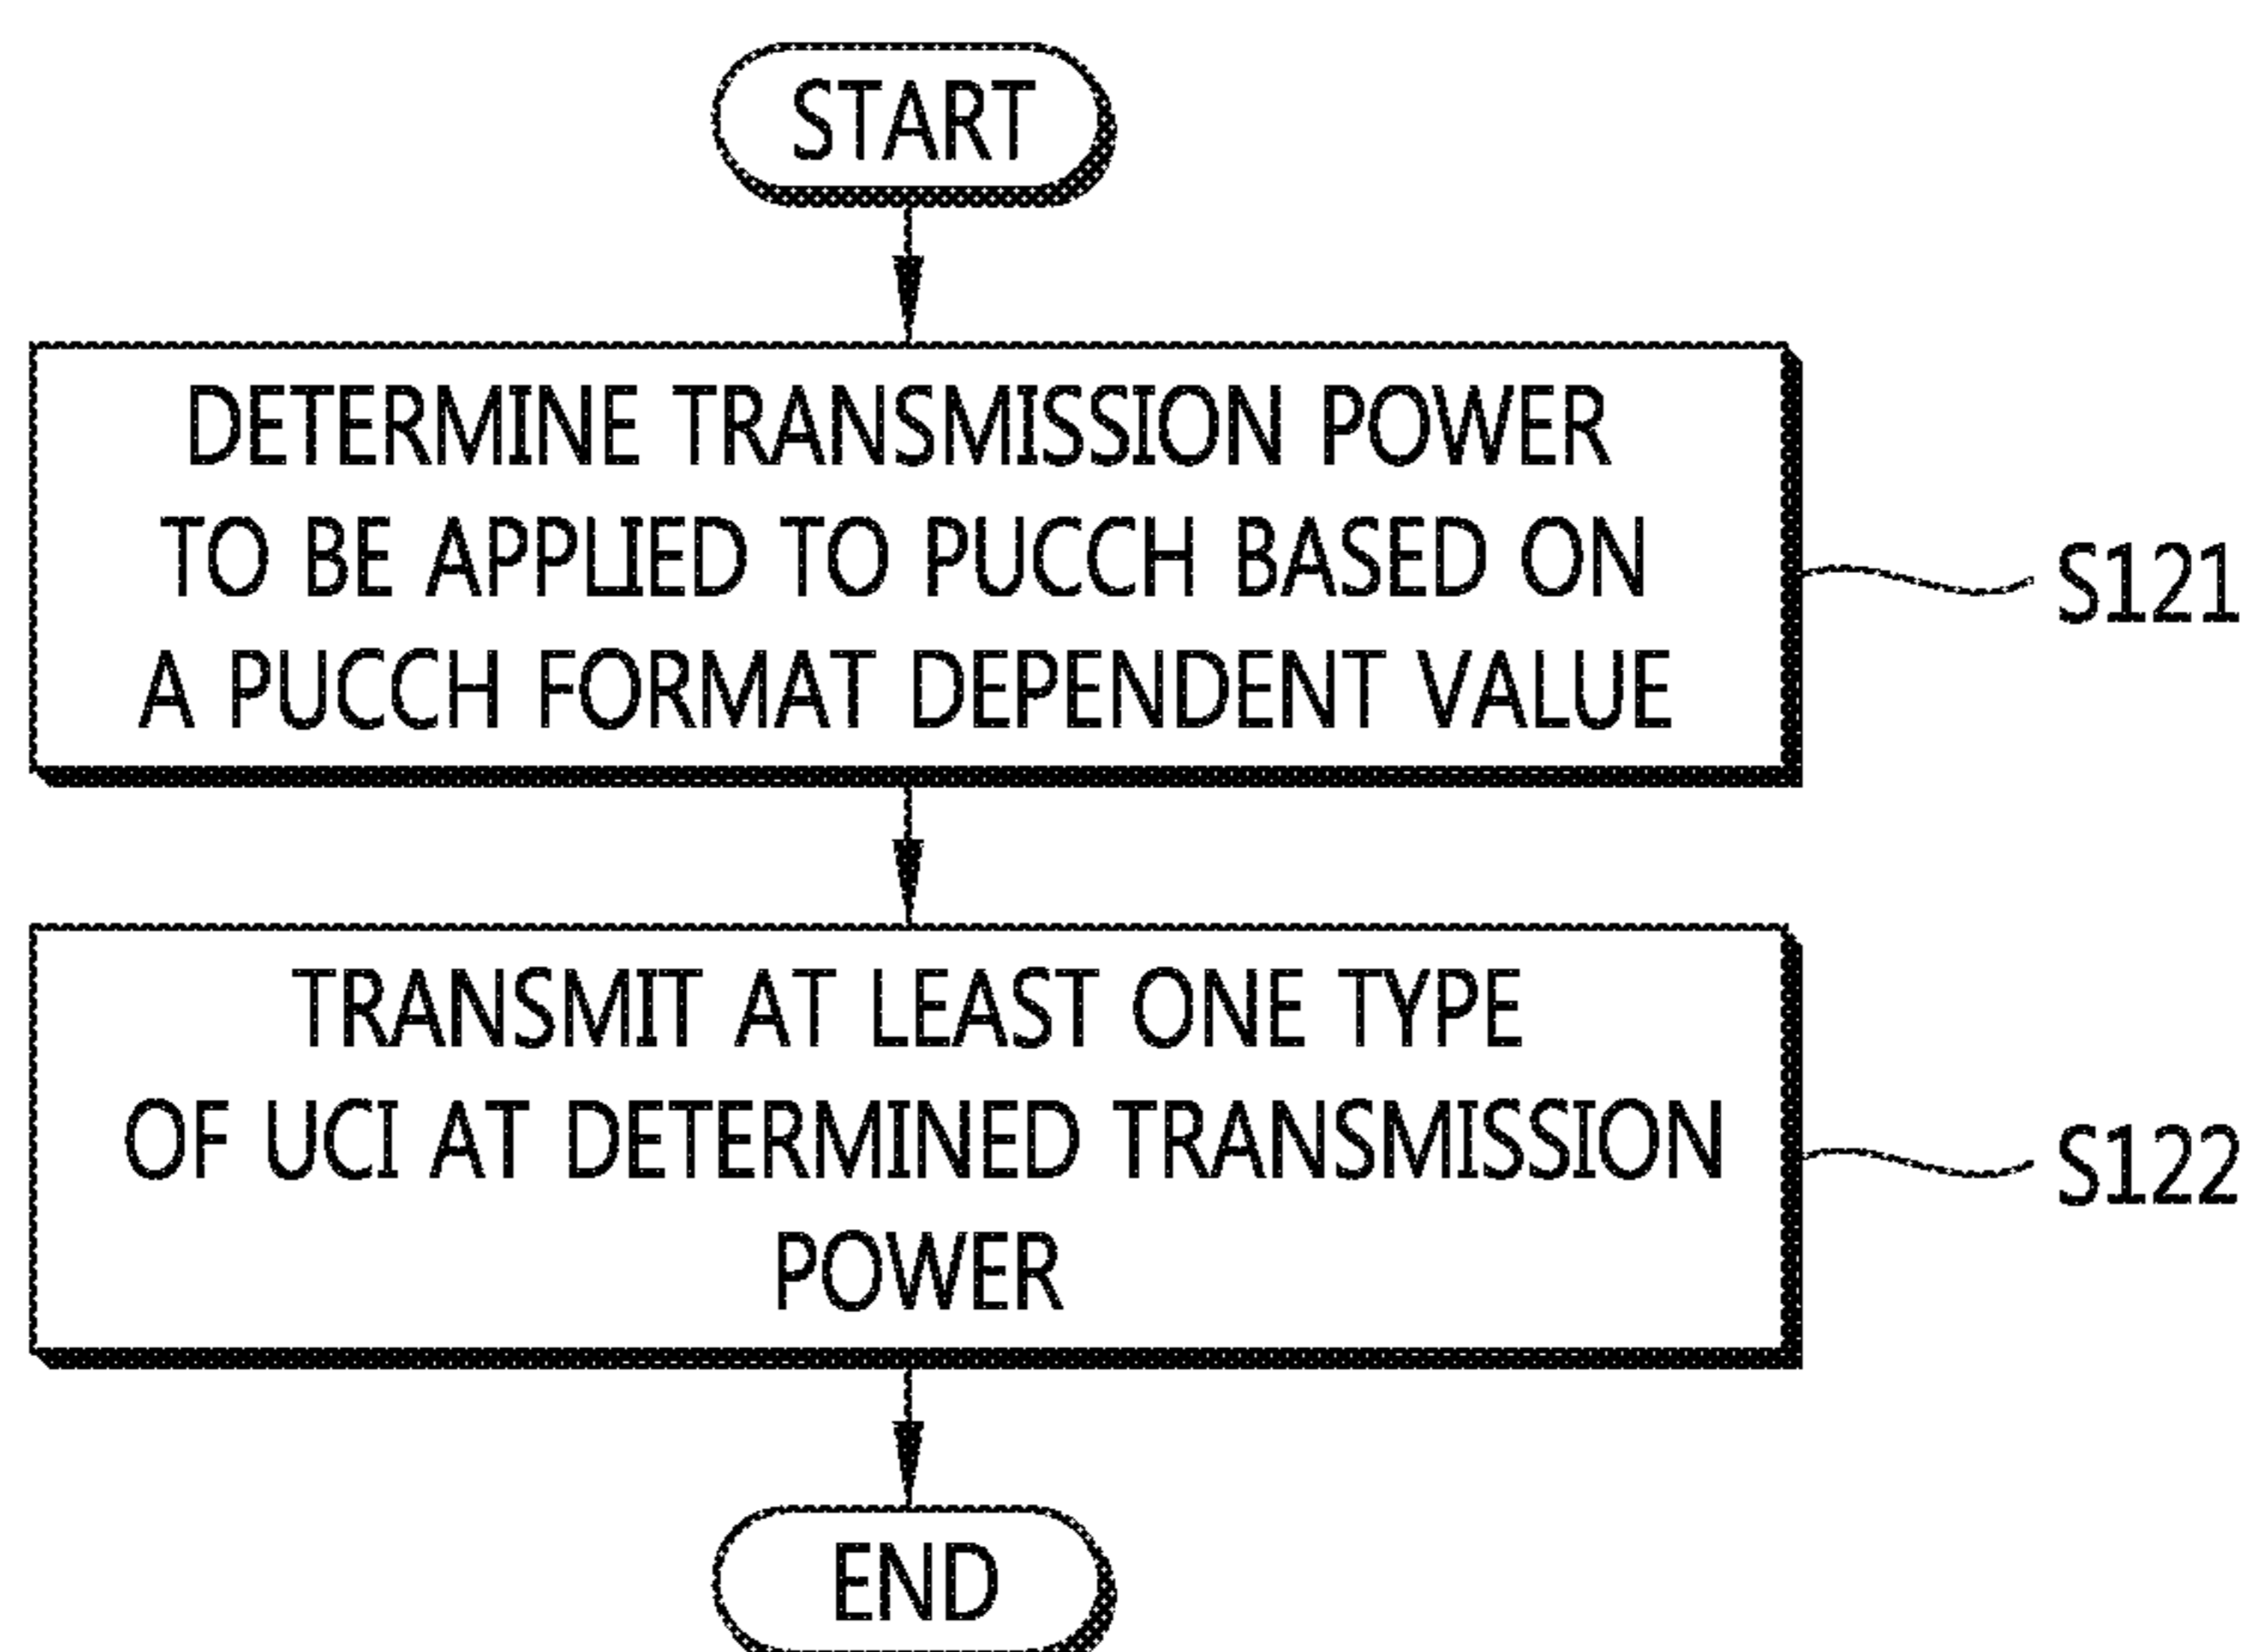 START
DETERMINE TRANSMISSION POWER
TO BE APPLIED TO PUCCH BASED ON
A PUCCH FORMAT DEPENDENT VALUE
S121
TRANSMIT AT LEAST ONE TYPE
OF UCI AT DETERMINED TRANSMISSION
POWER
S122
END